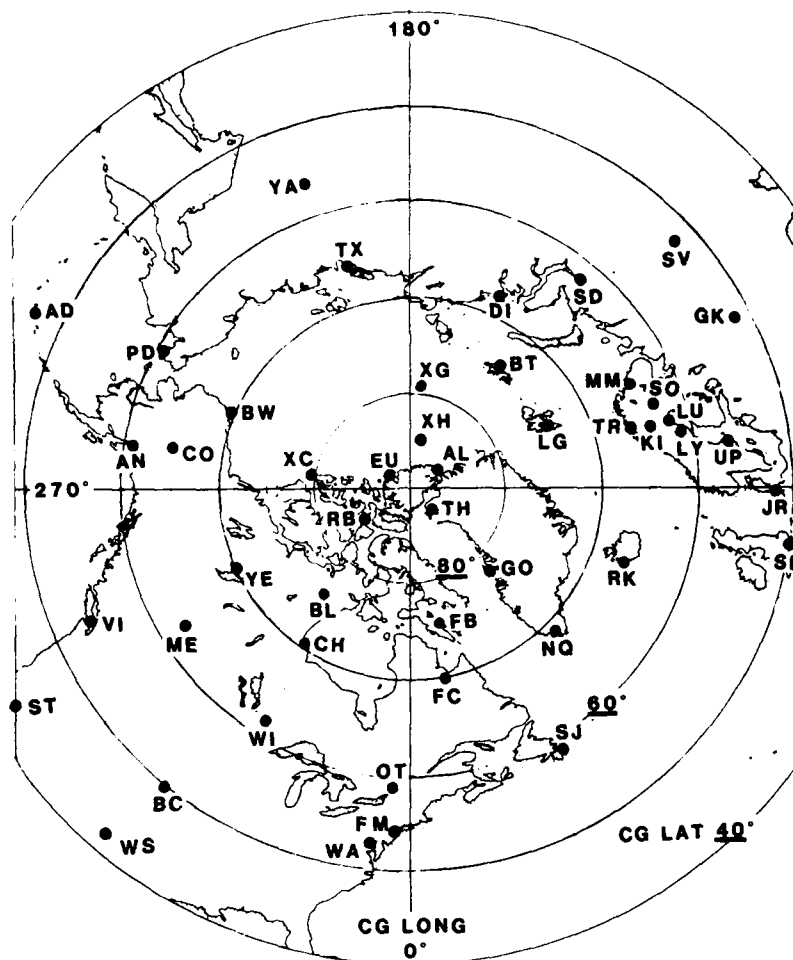 180°
YA
TX
AD
SV
DI
SD
GK
PD
XG
BT
MM
SO
BW
XH
LU
AN
CO
LG
TR
KI
LY
UP
XC
EU
AL
270°
JR
RB
TH
80°
GO
RK
YE
BL
FB
VI
ME
CH
NQ
FC
ST
60°
WI
SJ
OT
BC
FM
CG LAT 40°
WS
WA
CG LONG
0°